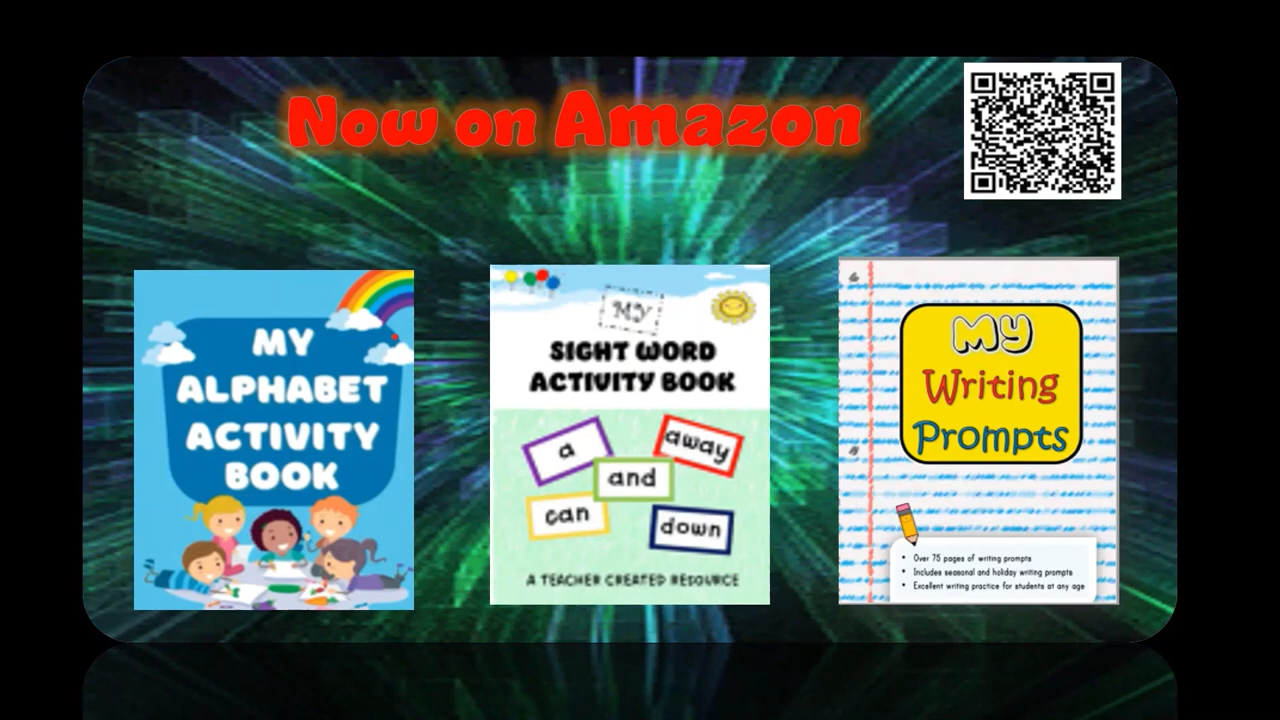 Now on Amazon
MY
ALPHABET
ACTIVITY
BOOK
MY
SIGHT WORD
ACTIVITY BOOK
a
away
and
can
down
A TEACHER CREATED RESOURCE
MY
Writing
Prompts
• Over 75 pages of writing prompts
• Includes seasonal and holiday writing prompts
• Excellent writing practice for students at any age